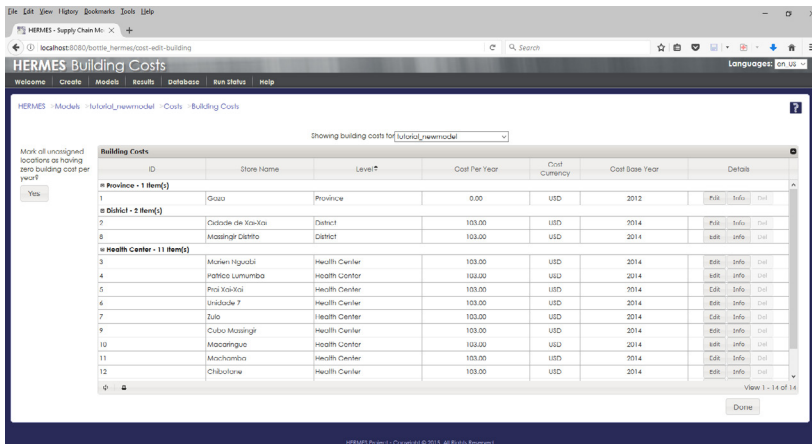 File Edit View History Bookmarks Tools Help
HERMES - Supply Chain Mo
localhost:8080/bottle_hermes/cost-edit-building
Search
HERMES Building Costs
Languages: en_US
Welcome Create Models Results Database Run Status Help
HERMES >Models >tutorial_newmodel >Costs >Building Costs
?
Showing building costs for tutorial_newmodel
Mark all unassigned locations as having zero building cost per year?
Yes
Building Costs
ID Store Name Level Cost Per Year Cost Currency Cost Base Year Details
Province - 1 Item(s)
1 Gaza Province 0.00 USD 2012 Edit Info Del
District - 2 Item(s)
2 Cidade de Xai-Xai District 103.00 USD 2014 Edit Info Del
8 Massingir Distrito District 103.00 USD 2014 Edit Info Del
Health Center - 11 Item(s)
3 Marien Nguabi Health Center 103.00 USD 2014 Edit Info Del
4 Patrice Lumumba Health Center 103.00 USD 2014 Edit Info Del
5 Prai Xai-Xai Health Center 103.00 USD 2014 Edit Info Del
6 Unidade 7 Health Center 103.00 USD 2014 Edit Info Del
7 Zulo Health Center 103.00 USD 2014 Edit Info Del
9 Cubo Massingir Health Center 103.00 USD 2014 Edit Info Del
10 Macaringue Health Center 103.00 USD 2014 Edit Info Del
11 Machamba Health Center 103.00 USD 2014 Edit Info Del
12 Chibotane Health Center 103.00 USD 2014 Edit Info Del
View 1 - 14 of 14
Done
HERMES Project - Copyright © 2015. All Rights Reserved